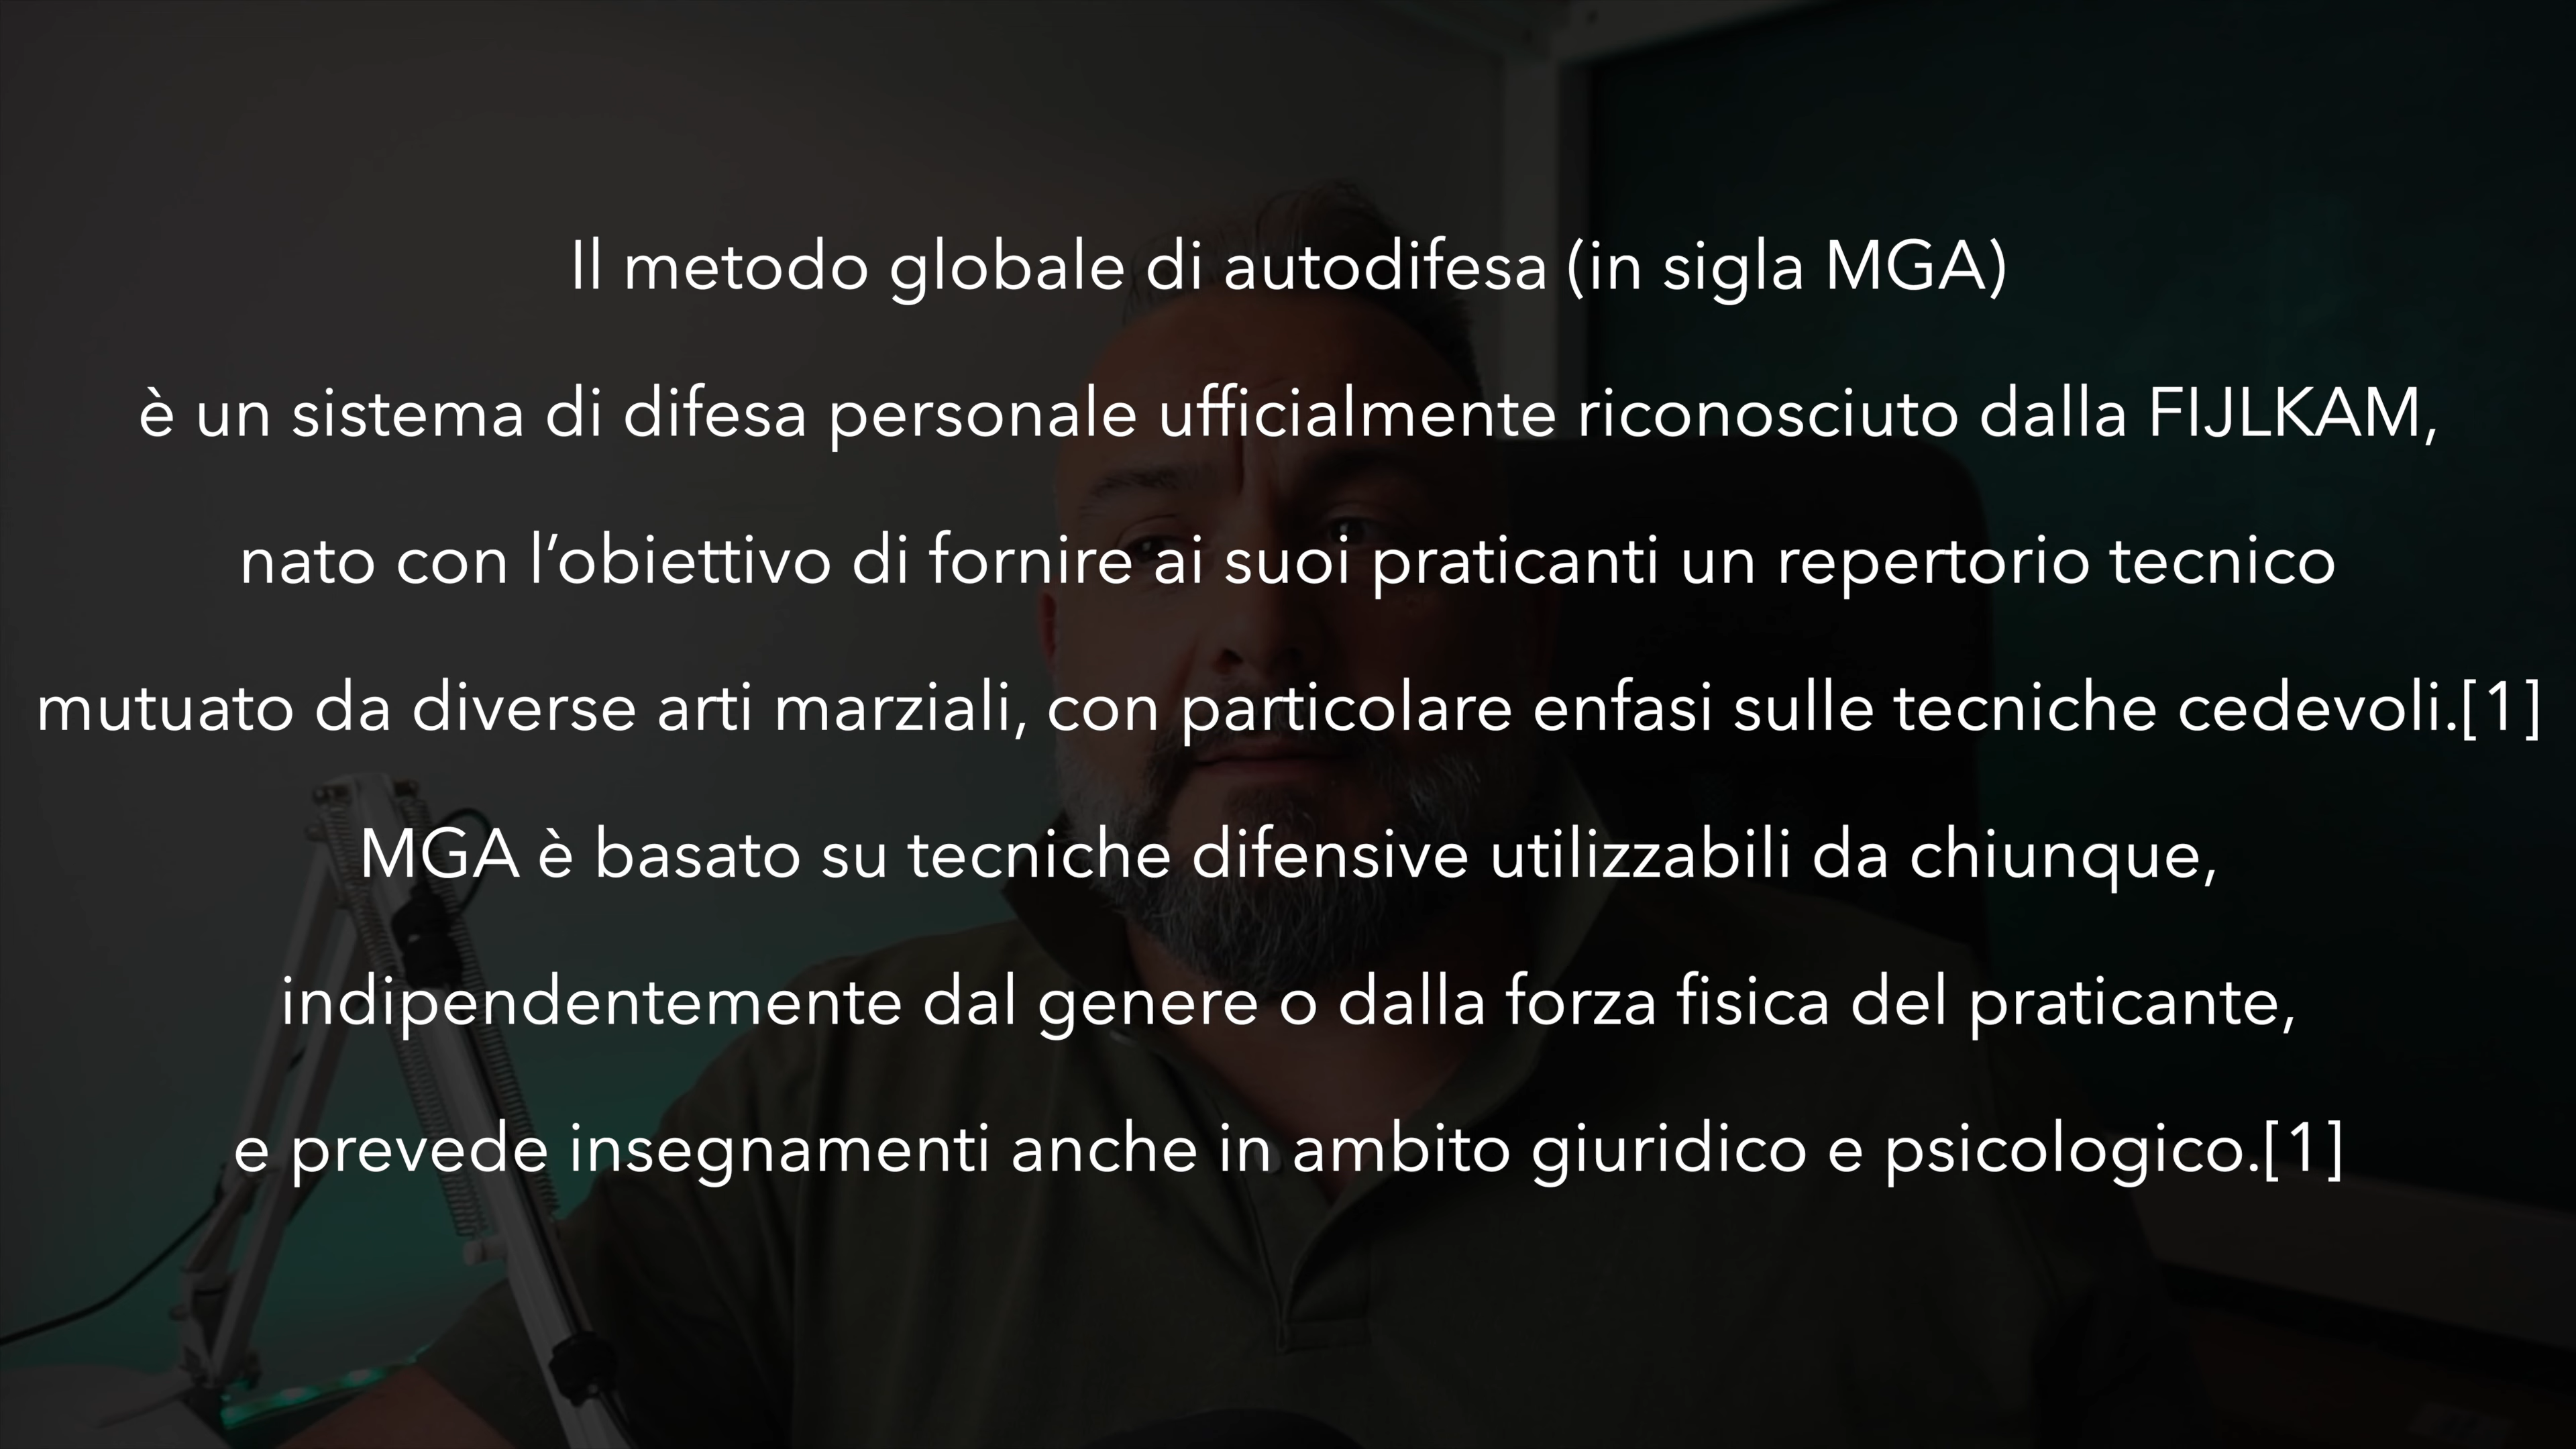 Il metodo globale di autodifesa (in sigla MGA)
è un sistema di difesa personale ufficialmente riconosciuto dalla FIJLKAM,
nato con l’obiettivo di fornire ai suoi praticanti un repertorio tecnico
mutuato da diverse arti marziali, con particolare enfasi sulle tecniche cedevoli.[1]
MGA è basato su tecniche difensive utilizzabili da chiunque,
indipendentemente dal genere o dalla forza fisica del praticante,
e prevede insegnamenti anche in ambito giuridico e psicologico.[1]